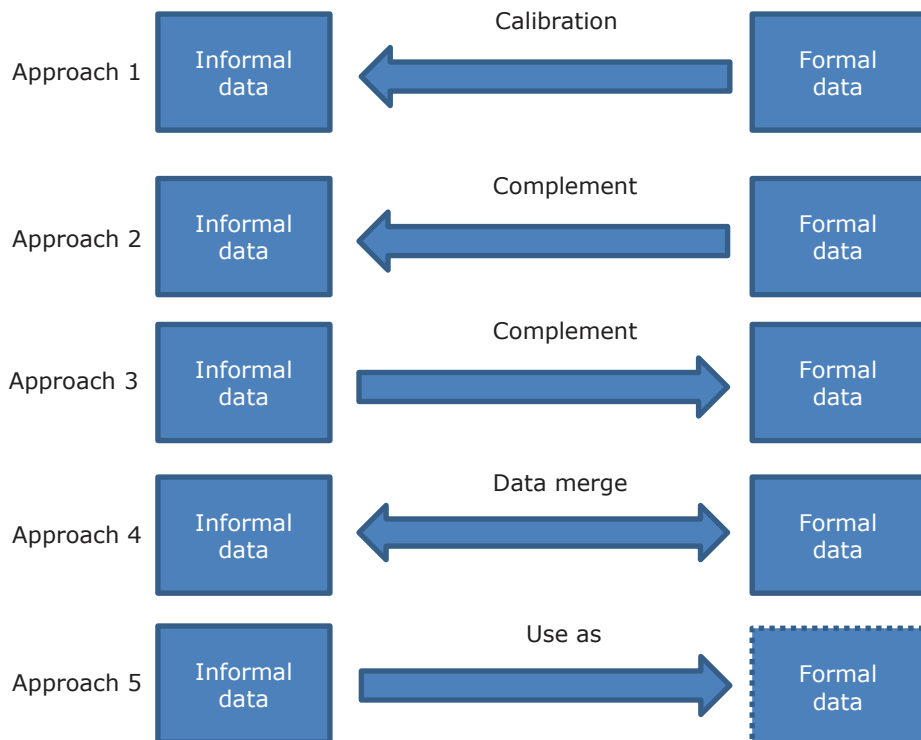 Calibration
Approach 1
Informal
data
Formal
data
Complement
Approach 2
Informal
data
Formal
data
Complement
Approach 3
Informal
data
Formal
data
Data merge
Approach 4
Informal
data
Formal
data
Use as
Approach 5
Informal
data
Formal
data